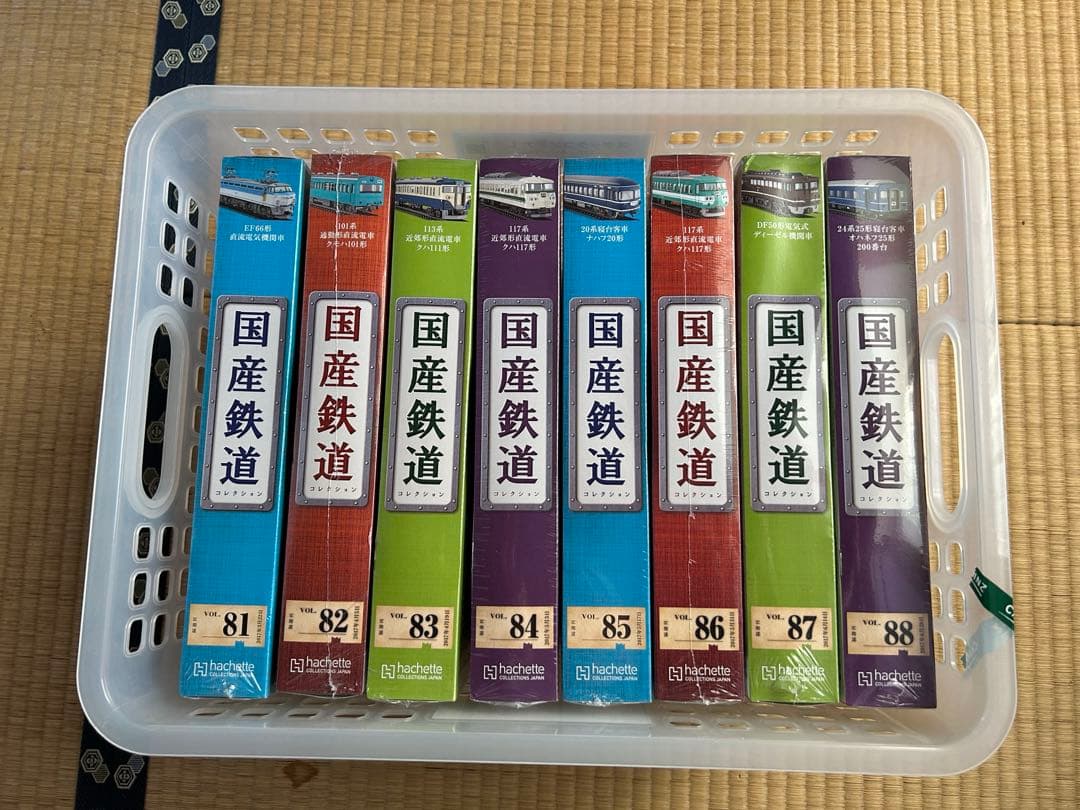 EF66形
直流電気機関車
国産鉄道
コレクション
VOL. 81
hachette
COLLECTIONS JAPAN
101系
通勤形直流電車
クモハ101形
国産鉄道
コレクション
VOL. 82
hachette
COLLECTIONS JAPAN
113系
近郊形直流電車
クハ111形
国産鉄道
コレクション
VOL. 83
hachette
COLLECTIONS JAPAN
117系
近郊形直流電車
クハ117形
国産鉄道
コレクション
VOL. 84
hachette
COLLECTIONS JAPAN
20系寝台客車
ナハフ20形
国産鉄道
コレクション
VOL. 85
hachette
COLLECTIONS JAPAN
117系
近郊形直流電車
クハ117形
国産鉄道
コレクション
VOL. 86
hachette
COLLECTIONS JAPAN
DF50形電気式
ディーゼル機関車
国産鉄道
コレクション
VOL. 87
hachette
COLLECTIONS JAPAN
24系25形寝台客車
オハネフ25形
200番台
国産鉄道
コレクション
VOL. 88
hachette
COLLECTIONS JAPAN